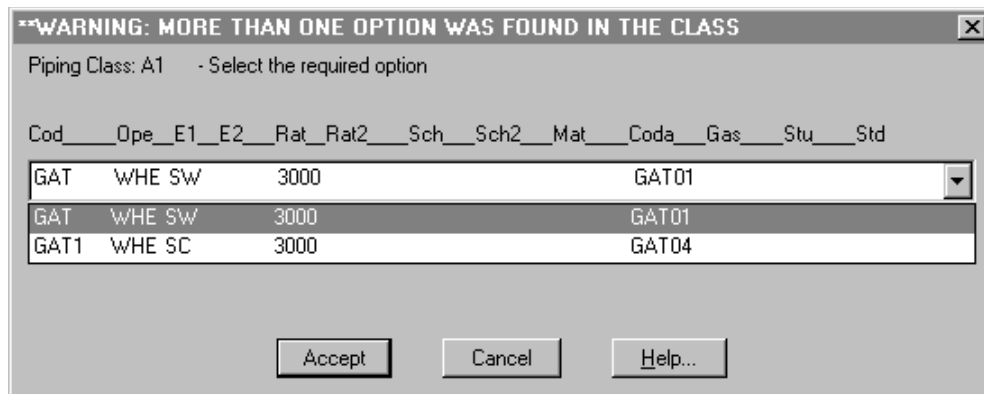 **WARNING: MORE THAN ONE OPTION WAS FOUND IN THE CLASS
Piping Class: A1 - Select the required option
Cod____Ope__E1__E2___Rat__Rat2___Sch___Sch2___Mat____Coda___Gas____Stu____Std
GAT WHE SW 3000 GAT01
GAT WHE SW 3000 GAT01
GAT1 WHE SC 3000 GAT04
Accept Cancel Help...